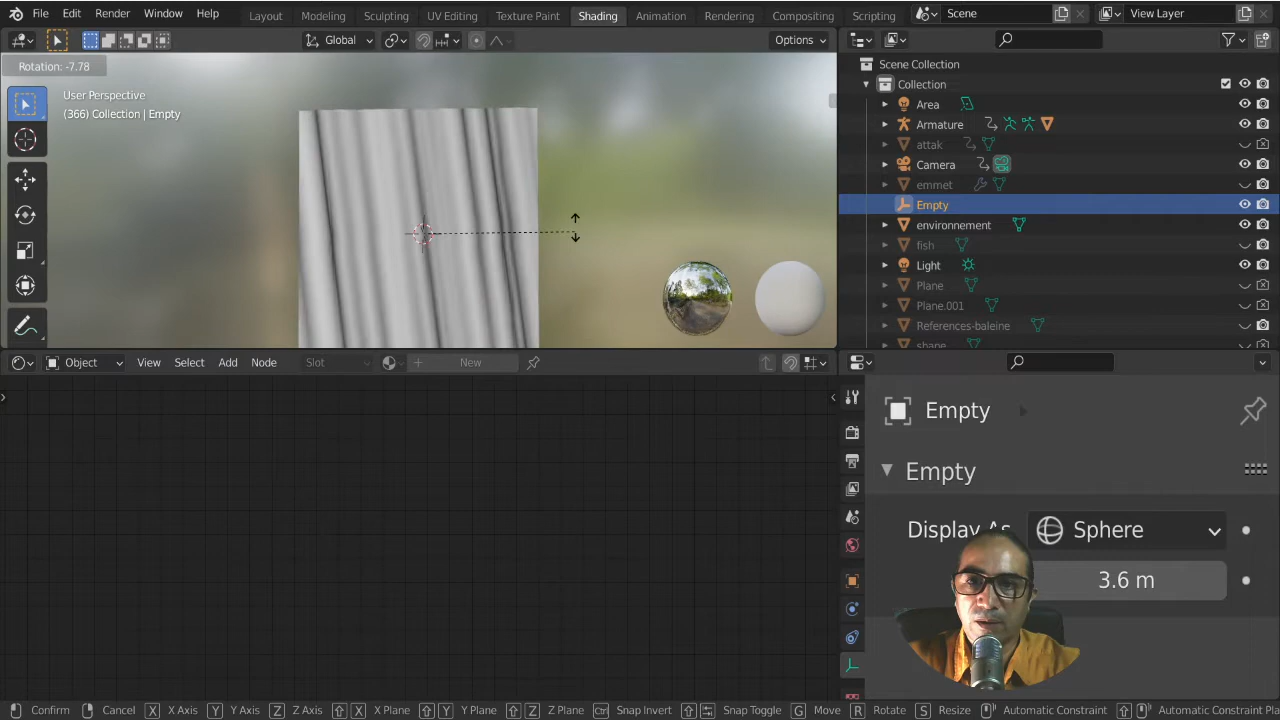 File Edit Render Window Help Layout Modeling Sculpting UV Editing Texture Paint Shading Animation Rendering Compositing Scripting Scene View Layer
Global Options
Rotation: -7.78
User Perspective
(366) Collection | Empty
Scene Collection
Collection
Area
Armature
attak
Camera
emmet
Empty
environnement
fish
Light
Plane
Plane.001
References-baleine
shape
Object View Select Add Node Slot New
Empty
Empty
Display As Sphere
3.6 m
Confirm Cancel X X Axis Y Y Axis Z Z Axis X X Plane Y Y Plane Z Z Plane Ctrl Snap Invert Snap Toggle G Move R Rotate S Resize Automatic Constraint Automatic Constraint Pla